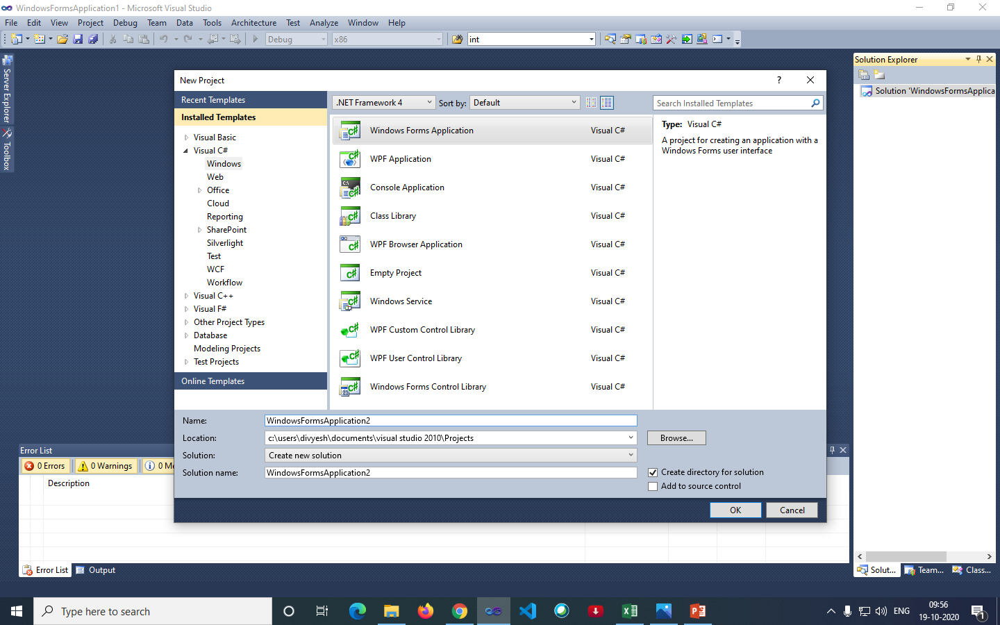 WindowsFormsApplication1 - Microsoft Visual Studio
File Edit View Project Debug Team Data Tools Architecture Test Analyze Window Help
Debug x86 int
Server Explorer
Toolbox
Solution Explorer
Solution 'WindowsFormsApplica
New Project
?
Recent Templates
Installed Templates
Visual Basic
Visual C#
Windows
Web
Office
Cloud
Reporting
SharePoint
Silverlight
Test
WCF
Workflow
Visual C++
Visual F#
Other Project Types
Database
Modeling Projects
Test Projects
Online Templates
.NET Framework 4 Sort by: Default
Search Installed Templates
Windows Forms Application Visual C#
WPF Application Visual C#
Console Application Visual C#
Class Library Visual C#
WPF Browser Application Visual C#
Empty Project Visual C#
Windows Service Visual C#
WPF Custom Control Library Visual C#
WPF User Control Library Visual C#
Windows Forms Control Library Visual C#
Type: Visual C#
A project for creating an application with a
Windows Forms user interface
Name: WindowsFormsApplication2
Location: c:\users\divyesh\documents\visual studio 2010\Projects Browse...
Solution: Create new solution
Solution name: WindowsFormsApplication2
Create directory for solution
Add to source control
OK Cancel
Error List
0 Errors 0 Warnings 0 Me
Description
Error List Output
Solut... Team... Class...
Type here to search
ENG
09:56
19-10-2020
1